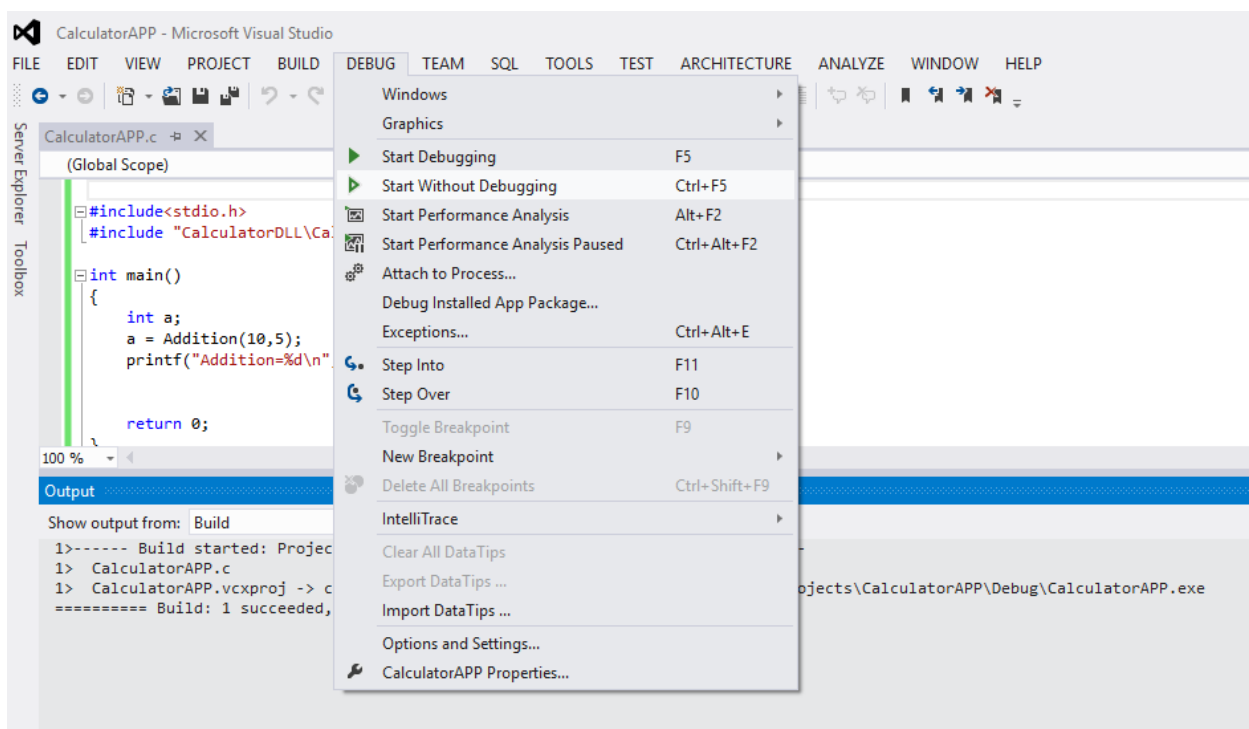 CalculatorAPP - Microsoft Visual Studio
FILE EDIT VIEW PROJECT BUILD DEBUG TEAM SQL TOOLS TEST ARCHITECTURE ANALYZE WINDOW HELP
Server Explorer
Toolbox
CalculatorAPP.c
(Global Scope)
#include<stdio.h>
#include "CalculatorDLL\Cal
int main()
{
int a;
a = Addition(10,5);
printf("Addition=%d\n"
return 0;
}
100 %
Windows
Graphics
Start Debugging F5
Start Without Debugging Ctrl+F5
Start Performance Analysis Alt+F2
Start Performance Analysis Paused Ctrl+Alt+F2
Attach to Process...
Debug Installed App Package...
Exceptions... Ctrl+Alt+E
Step Into F11
Step Over F10
Toggle Breakpoint F9
New Breakpoint
Delete All Breakpoints Ctrl+Shift+F9
IntelliTrace
Clear All DataTips
Export DataTips ...
Import DataTips ...
Options and Settings...
CalculatorAPP Properties...
Output
Show output from: Build
1>------ Build started: Projec
1> CalculatorAPP.c
1> CalculatorAPP.vcxproj -> c ojects\CalculatorAPP\Debug\CalculatorAPP.exe
========== Build: 1 succeeded,